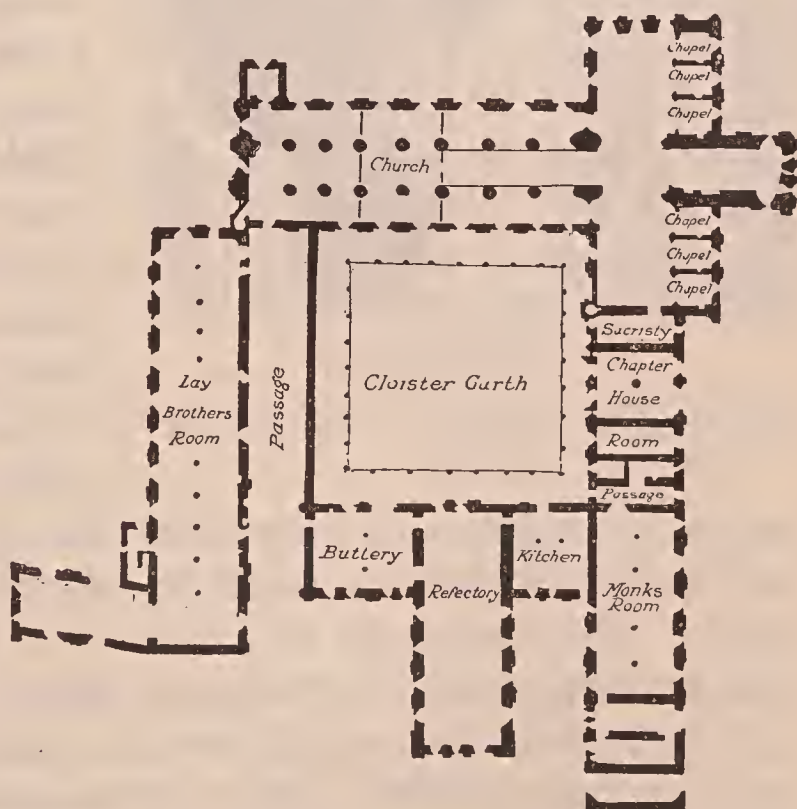 Chapel
Chapel
Chapel
Church
Chapel
Chapel
Chapel
Sacristy
Chapter
House
Room
Passage
Cloister Garth
Passage
Lay
Brothers
Room
Butlery
Refectory
Kitchen
Monks
Room